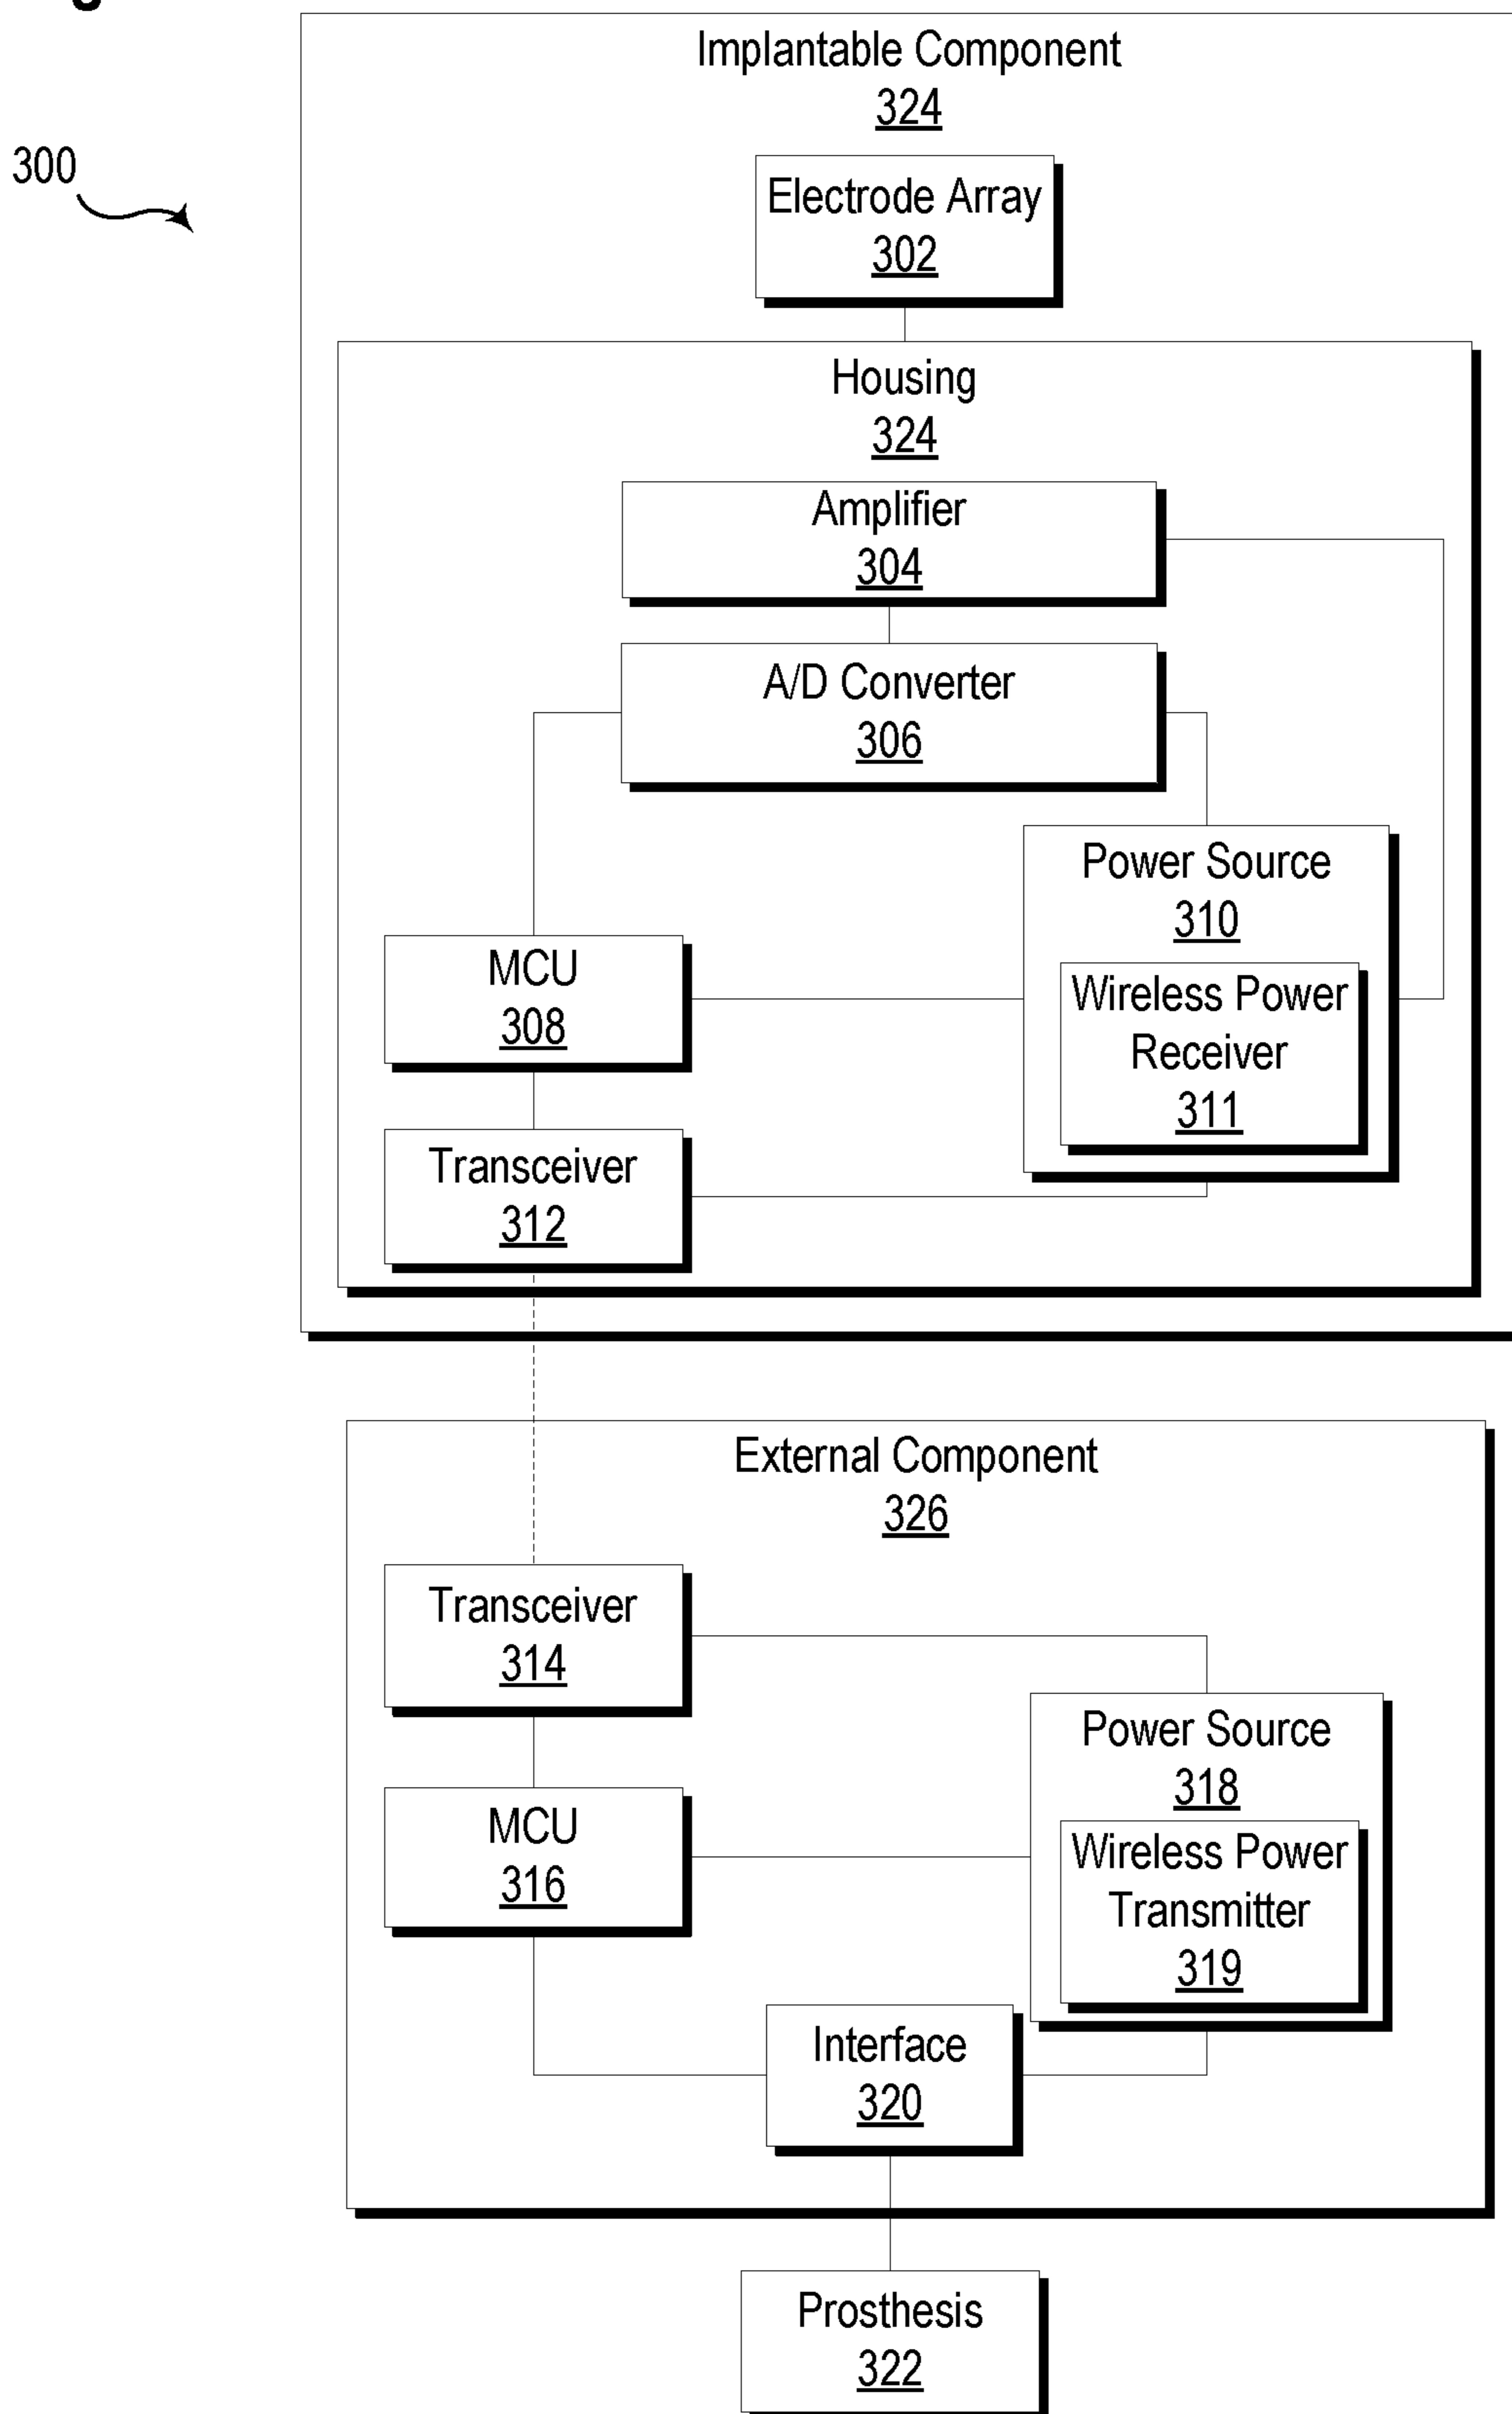 Implantable Component
324
300
Electrode Array
302
Housing
324
Amplifier
304
A/D Converter
306
Power Source
310
MCU
308
Wireless Power
Receiver
311
Transceiver
312
External Component
326
Transceiver
314
Power Source
318
MCU
316
Wireless Power
Transmitter
319
Interface
320
Prosthesis
322